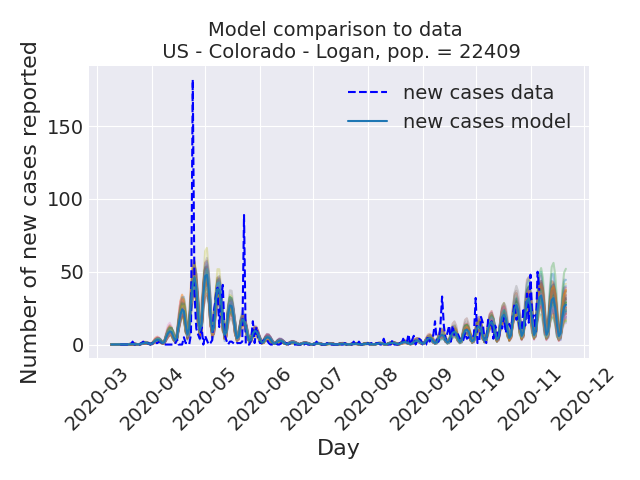 Model comparison to data
US - Colorado - Logan, pop. = 22409
Number of new cases reported
150
100
50
0
new cases data
new cases model
2020-03
2020-04
2020-05
2020-06
2020-07
2020-08
2020-09
2020-10
2020-11
2020-12
Day